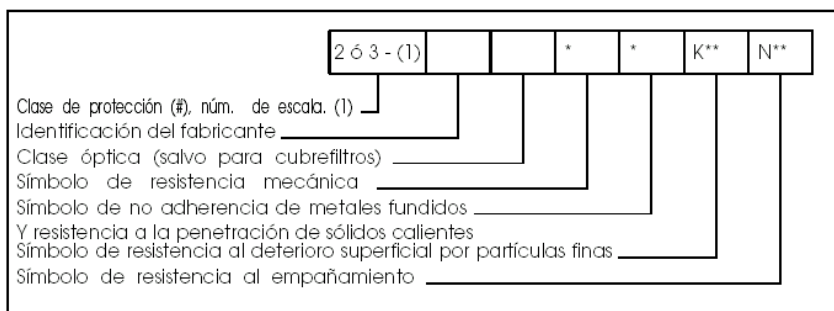 2 ó 3 - (1) * * K** N**
Clase de protección (#), núm. de escala. (1)
Identificación del fabricante
Clase óptica (salvo para cubrefiltros)
Símbolo de resistencia mecánica
Símbolo de no adherencia de metales fundidos
Y resistencia a la penetración de sólidos calientes
Símbolo de resistencia al deterioro superficial por partículas finas
Símbolo de resistencia al empañamiento